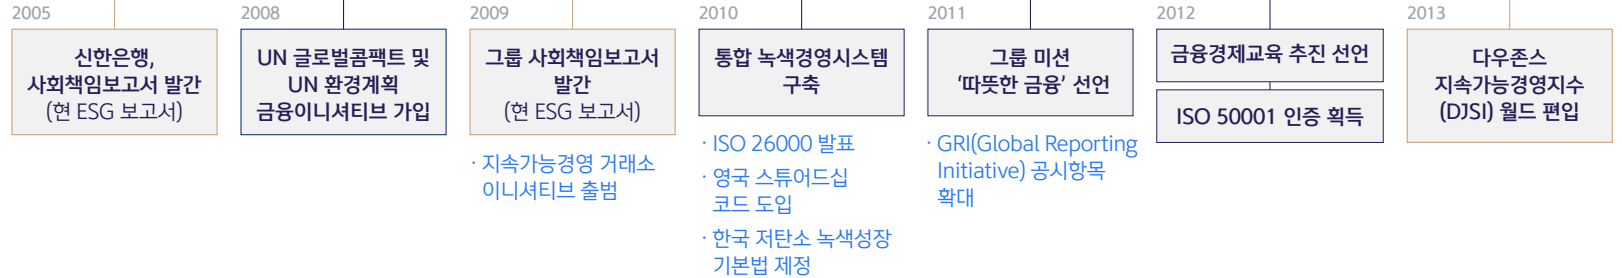 2005
신한은행,
사회책임보고서 발간
(현 ESG 보고서)
2008
UN 글로벌콤팩트 및
UN 환경계획
금융이니셔티브 가입
2009
그룹 사회책임보고서
발간
(현 ESG 보고서)
· 지속가능경영 거래소
이니셔티브 출범
2010
통합 녹색경영시스템
구축
· ISO 26000 발표
· 영국 스튜어드십
코드 도입
· 한국 저탄소 녹색성장
기본법 제정
2011
그룹 미션
‘따뜻한 금융’ 선언
· GRI(Global Reporting
Initiative) 공시항목
확대
2012
금융경제교육 추진 선언
ISO 50001 인증 획득
2013
다우존스
지속가능경영지수
(DJSI) 월드 편입